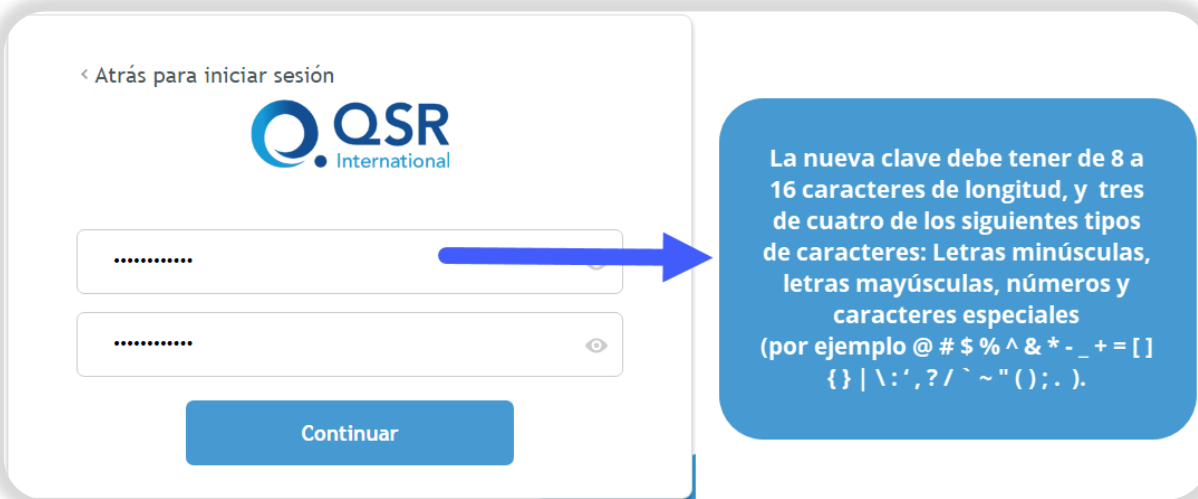 < Atrás para iniciar sesión
QSR
International
••••••••••••
••••••••••••
Continuar
La nueva clave debe tener de 8 a
16 caracteres de longitud, y tres
de cuatro de los siguientes tipos
de caracteres: Letras minúsculas,
letras mayúsculas, números y
caracteres especiales
(por ejemplo @ # $ % ^ & * - _ + = [ ]
{ } | \ : ‘ , ? / ` ~ " ( ) ; . ).